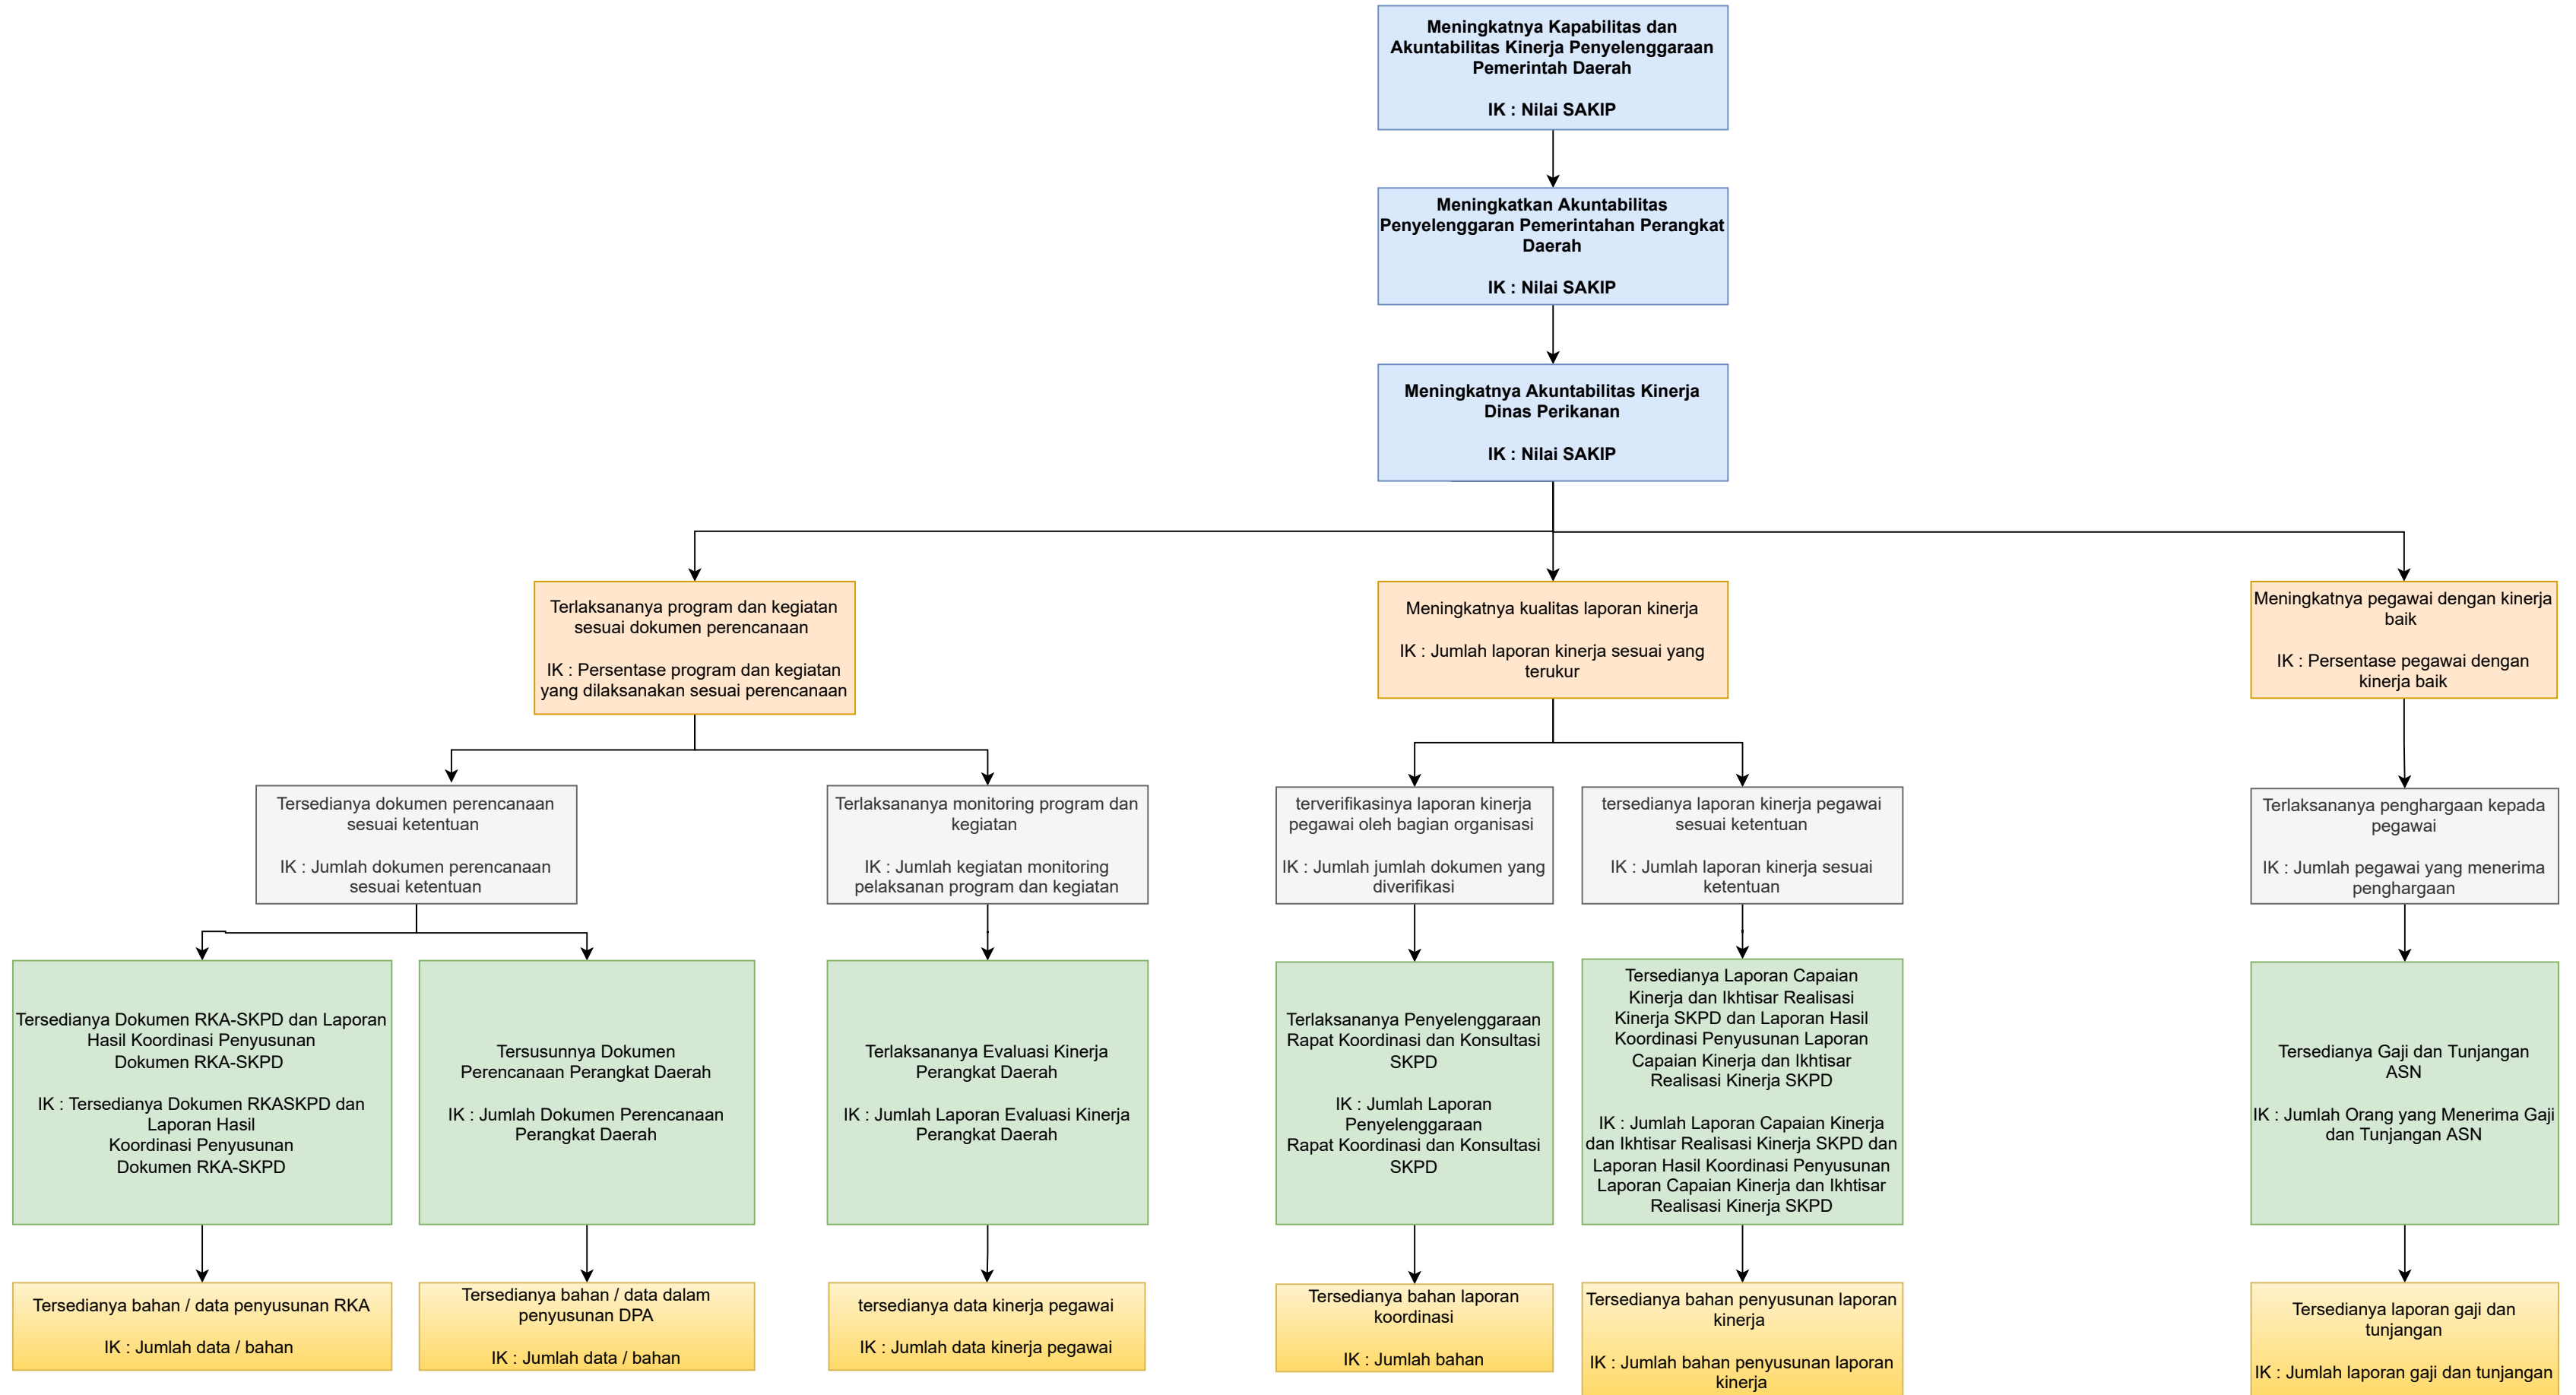 Meningkatnya Kapabilitas dan
Akuntabilitas Kinerja Penyelenggaraan
Pemerintah Daerah
IK : Nilai SAKIP
Meningkatkan Akuntabilitas
Penyelenggaran Pemerintahan Perangkat
Daerah
IK : Nilai SAKIP
Meningkatnya Akuntabilitas Kinerja
Dinas Perikanan
IK : Nilai SAKIP
Terlaksananya program dan kegiatan
sesuai dokumen perencanaan
IK : Persentase program dan kegiatan
yang dilaksanakan sesuai perencanaan
Meningkatnya kualitas laporan kinerja
IK : Jumlah laporan kinerja sesuai yang
terukur
Meningkatnya pegawai dengan kinerja
baik
IK : Persentase pegawai dengan
kinerja baik
Tersedianya dokumen perencanaan
sesuai ketentuan
IK : Jumlah dokumen perencanaan
sesuai ketentuan
Terlaksananya monitoring program dan
kegiatan
IK : Jumlah kegiatan monitoring
pelaksanan program dan kegiatan
terverifikasinya laporan kinerja
pegawai oleh bagian organisasi
IK : Jumlah jumlah dokumen yang
diverifikasi
tersedianya laporan kinerja pegawai
sesuai ketentuan
IK : Jumlah laporan kinerja sesuai
ketentuan
Terlaksananya penghargaan kepada
pegawai
IK : Jumlah pegawai yang menerima
penghargaan
Tersedianya Dokumen RKA-SKPD dan Laporan
Hasil Koordinasi Penyusunan
Dokumen RKA-SKPD
IK : Tersedianya Dokumen RKASKPD dan
Laporan Hasil
Koordinasi Penyusunan
Dokumen RKA-SKPD
Tersusunnya Dokumen
Perencanaan Perangkat Daerah
IK : Jumlah Dokumen Perencanaan
Perangkat Daerah
Terlaksananya Evaluasi Kinerja
Perangkat Daerah
IK : Jumlah Laporan Evaluasi Kinerja
Perangkat Daerah
Terlaksananya Penyelenggaraan
Rapat Koordinasi dan Konsultasi
SKPD
IK : Jumlah Laporan
Penyelenggaraan
Rapat Koordinasi dan Konsultasi
SKPD
Tersedianya Laporan Capaian
Kinerja dan Ikhtisar Realisasi
Kinerja SKPD dan Laporan Hasil
Koordinasi Penyusunan Laporan
Capaian Kinerja dan Ikhtisar
Realisasi Kinerja SKPD
IK : Jumlah Laporan Capaian Kinerja
dan Ikhtisar Realisasi Kinerja SKPD dan
Laporan Hasil Koordinasi Penyusunan
Laporan Capaian Kinerja dan Ikhtisar
Realisasi Kinerja SKPD
Tersedianya Gaji dan Tunjangan
ASN
IK : Jumlah Orang yang Menerima Gaji
dan Tunjangan ASN
Tersedianya bahan / data penyusunan RKA
IK : Jumlah data / bahan
Tersedianya bahan / data dalam
penyusunan DPA
IK : Jumlah data / bahan
tersedianya data kinerja pegawai
IK : Jumlah data kinerja pegawai
Tersedianya bahan laporan
koordinasi
IK : Jumlah bahan
Tersedianya bahan penyusunan laporan
kinerja
IK : Jumlah bahan penyusunan laporan
kinerja
Tersedianya laporan gaji dan
tunjangan
IK : Jumlah laporan gaji dan tunjangan